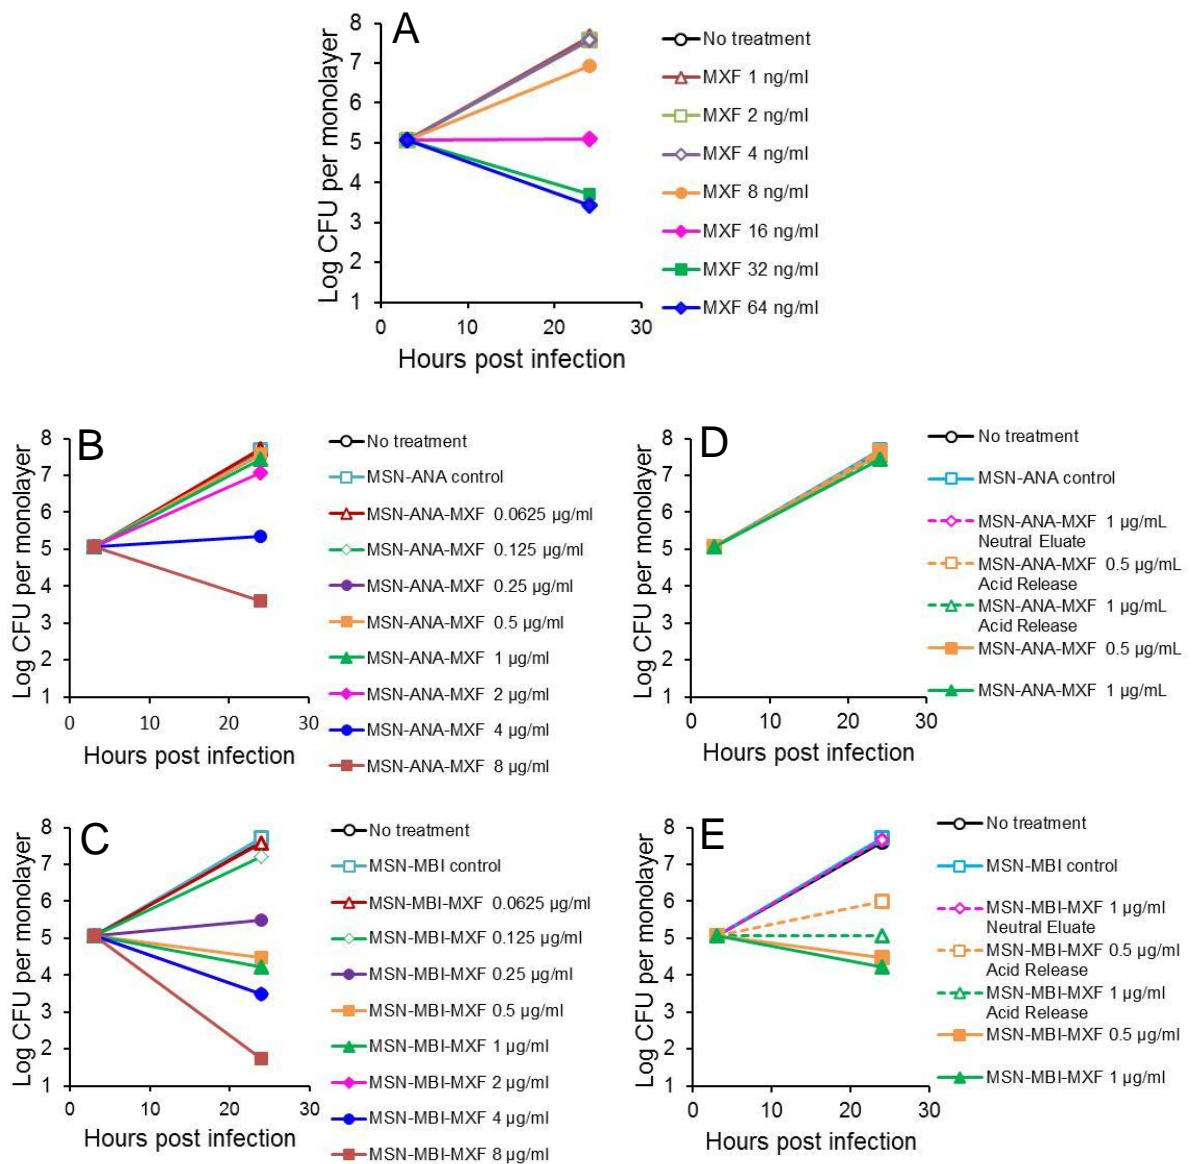 A
8
7
6
5
4
3
2
1
0
10
20
30
Log CFU per monolayer
Hours post infection
No treatment
MXF 1 ng/ml
MXF 2 ng/ml
MXF 4 ng/ml
MXF 8 ng/ml
MXF 16 ng/ml
MXF 32 ng/ml
MXF 64 ng/ml
B
8
7
6
5
4
3
2
1
0
10
20
30
Log CFU per monolayer
Hours post infection
No treatment
MSN-ANA control
MSN-ANA-MXF 0.0625 µg/ml
MSN-ANA-MXF 0.125 µg/ml
MSN-ANA-MXF 0.25 µg/ml
MSN-ANA-MXF 0.5 µg/ml
MSN-ANA-MXF 1 µg/ml
MSN-ANA-MXF 2 µg/ml
MSN-ANA-MXF 4 µg/ml
MSN-ANA-MXF 8 µg/ml
D
8
7
6
5
4
3
2
1
0
10
20
30
Log CFU per monolayer
Hours post infection
No treatment
MSN-ANA control
MSN-ANA-MXF 1 µg/mL
Neutral Eluate
MSN-ANA-MXF 0.5 µg/mL
Acid Release
MSN-ANA-MXF 1 µg/mL
Acid Release
MSN-ANA-MXF 0.5 µg/mL
MSN-ANA-MXF 1 µg/mL
C
8
7
6
5
4
3
2
1
0
10
20
30
Log CFU per monolayer
Hours post infection
No treatment
MSN-MBI control
MSN-MBI-MXF 0.0625 µg/ml
MSN-MBI-MXF 0.125 µg/ml
MSN-MBI-MXF 0.25 µg/ml
MSN-MBI-MXF 0.5 µg/ml
MSN-MBI-MXF 1 µg/ml
MSN-MBI-MXF 2 µg/ml
MSN-MBI-MXF 4 µg/ml
MSN-MBI-MXF 8 µg/ml
E
8
7
6
5
4
3
2
1
0
10
20
30
Log CFU per monolayer
Hours post infection
No treatment
MSN-MBI control
MSN-MBI-MXF 1 µg/ml
Neutral Eluate
MSN-MBI-MXF 0.5 µg/ml
Acid Release
MSN-MBI-MXF 1 µg/ml
Acid Release
MSN-MBI-MXF 0.5 µg/ml
MSN-MBI-MXF 1 µg/ml